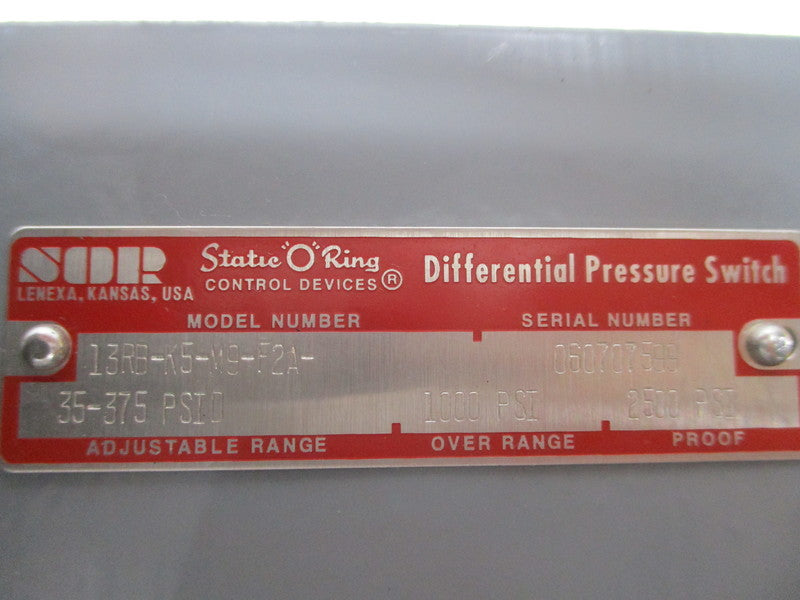 SOR Static "O" Ring Differential Pressure Switch
LENEXA, KANSAS, USA CONTROL DEVICES ®
MODEL NUMBER SERIAL NUMBER
13RB-K5-M9-F2A- 060707599
35-375 PSID 1000 PSI 2500 PSI
ADJUSTABLE RANGE OVER RANGE PROOF